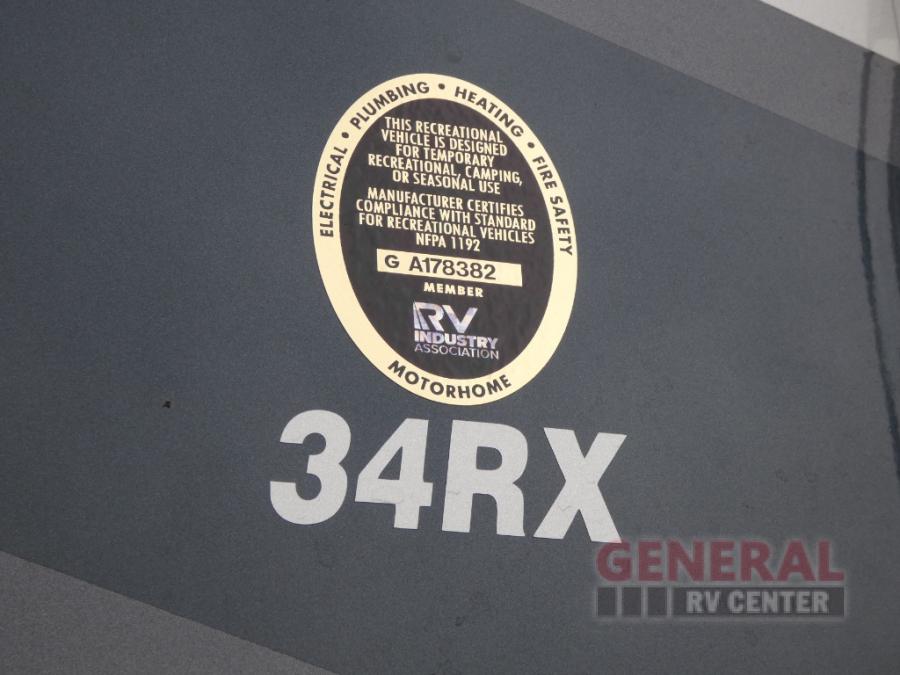 ELECTRICAL • PLUMBING • HEATING • FIRE SAFETY
THIS RECREATIONAL
VEHICLE IS DESIGNED
FOR TEMPORARY
RECREATIONAL, CAMPING,
OR SEASONAL USE
MANUFACTURER CERTIFIES
COMPLIANCE WITH STANDARD
FOR RECREATIONAL VEHICLES
NFPA 1192
G A178382
MEMBER
RV
INDUSTRY
ASSOCIATION
MOTORHOME
34RX
GENERAL
RV CENTER